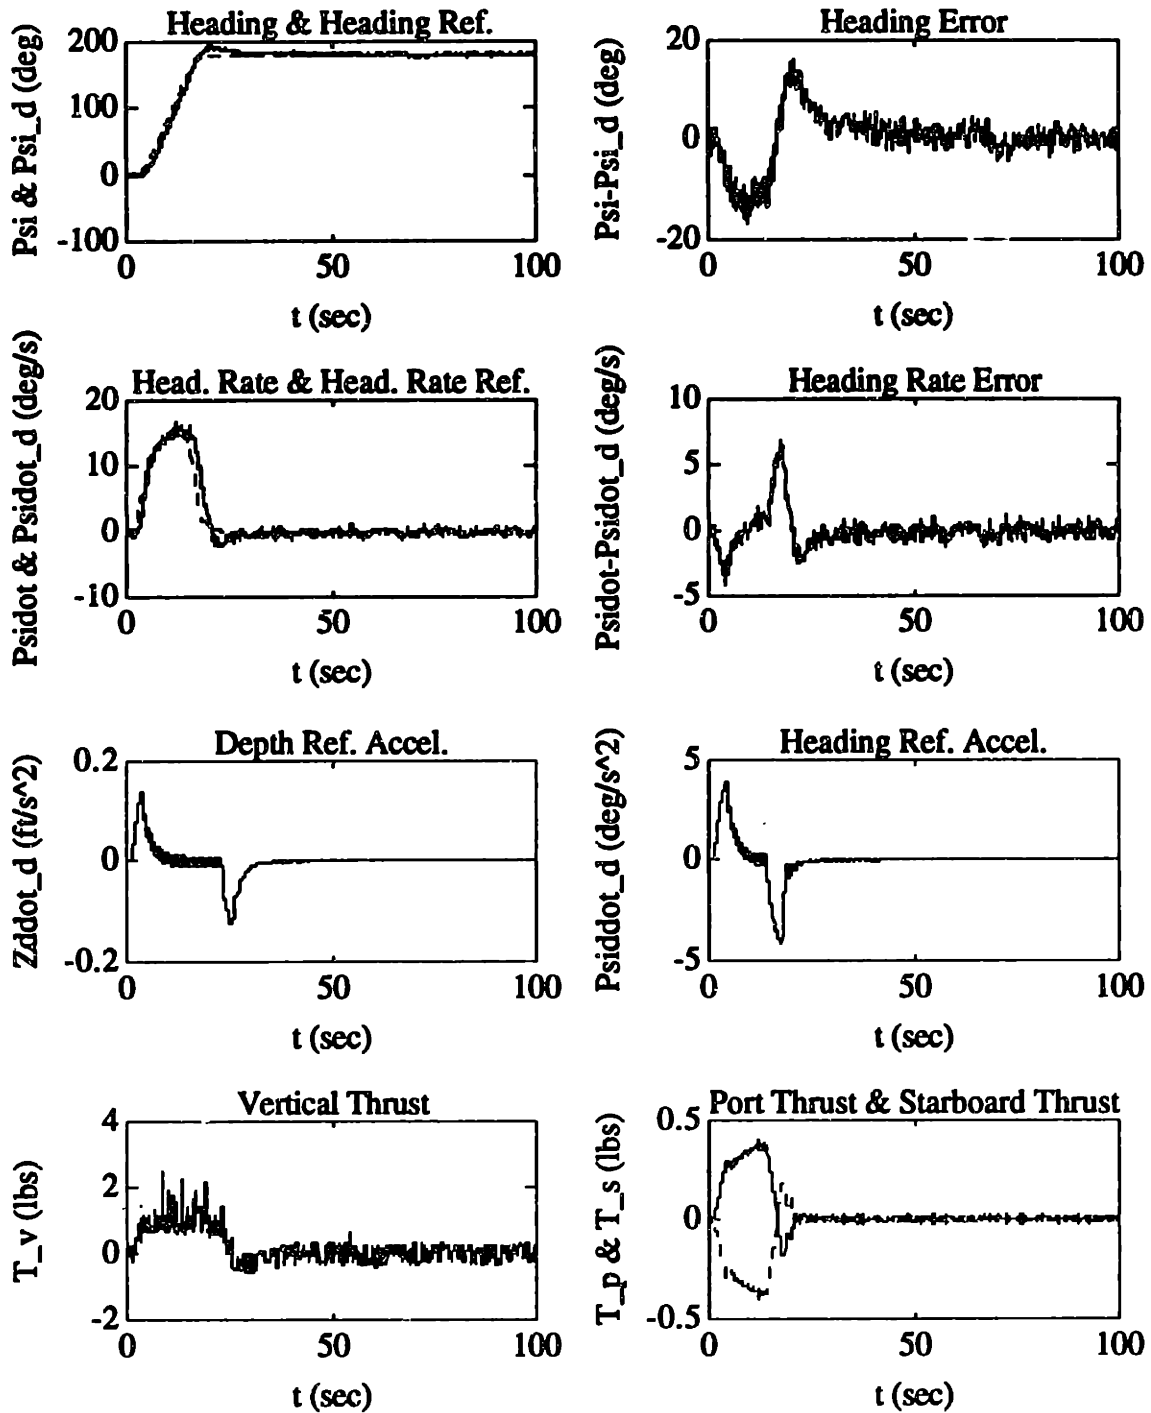 Heading & Heading Ref.
Psi & Psi_d (deg)
200
100
0
-100
0 50 100
t (sec)
Heading Error
Psi-Psi_d (deg)
20
0
-20
0 50 100
t (sec)
Head. Rate & Head. Rate Ref.
Psidot & Psidot_d (deg/s)
20
10
0
-10
0 50 100
t (sec)
Heading Rate Error
Psidot-Psidot_d (deg/s)
10
5
0
-5
0 50 100
t (sec)
Depth Ref. Accel.
Zddot_d (ft/s^2)
0.2
0
-0.2
0 50 100
t (sec)
Heading Ref. Accel.
Psiddot_d (deg/s^2)
5
0
-5
0 50 100
t (sec)
Vertical Thrust
T_v (lbs)
4
2
0
-2
0 50 100
t (sec)
Port Thrust & Starboard Thrust
T_p & T_s (lbs)
0.5
0
-0.5
0 50 100
t (sec)